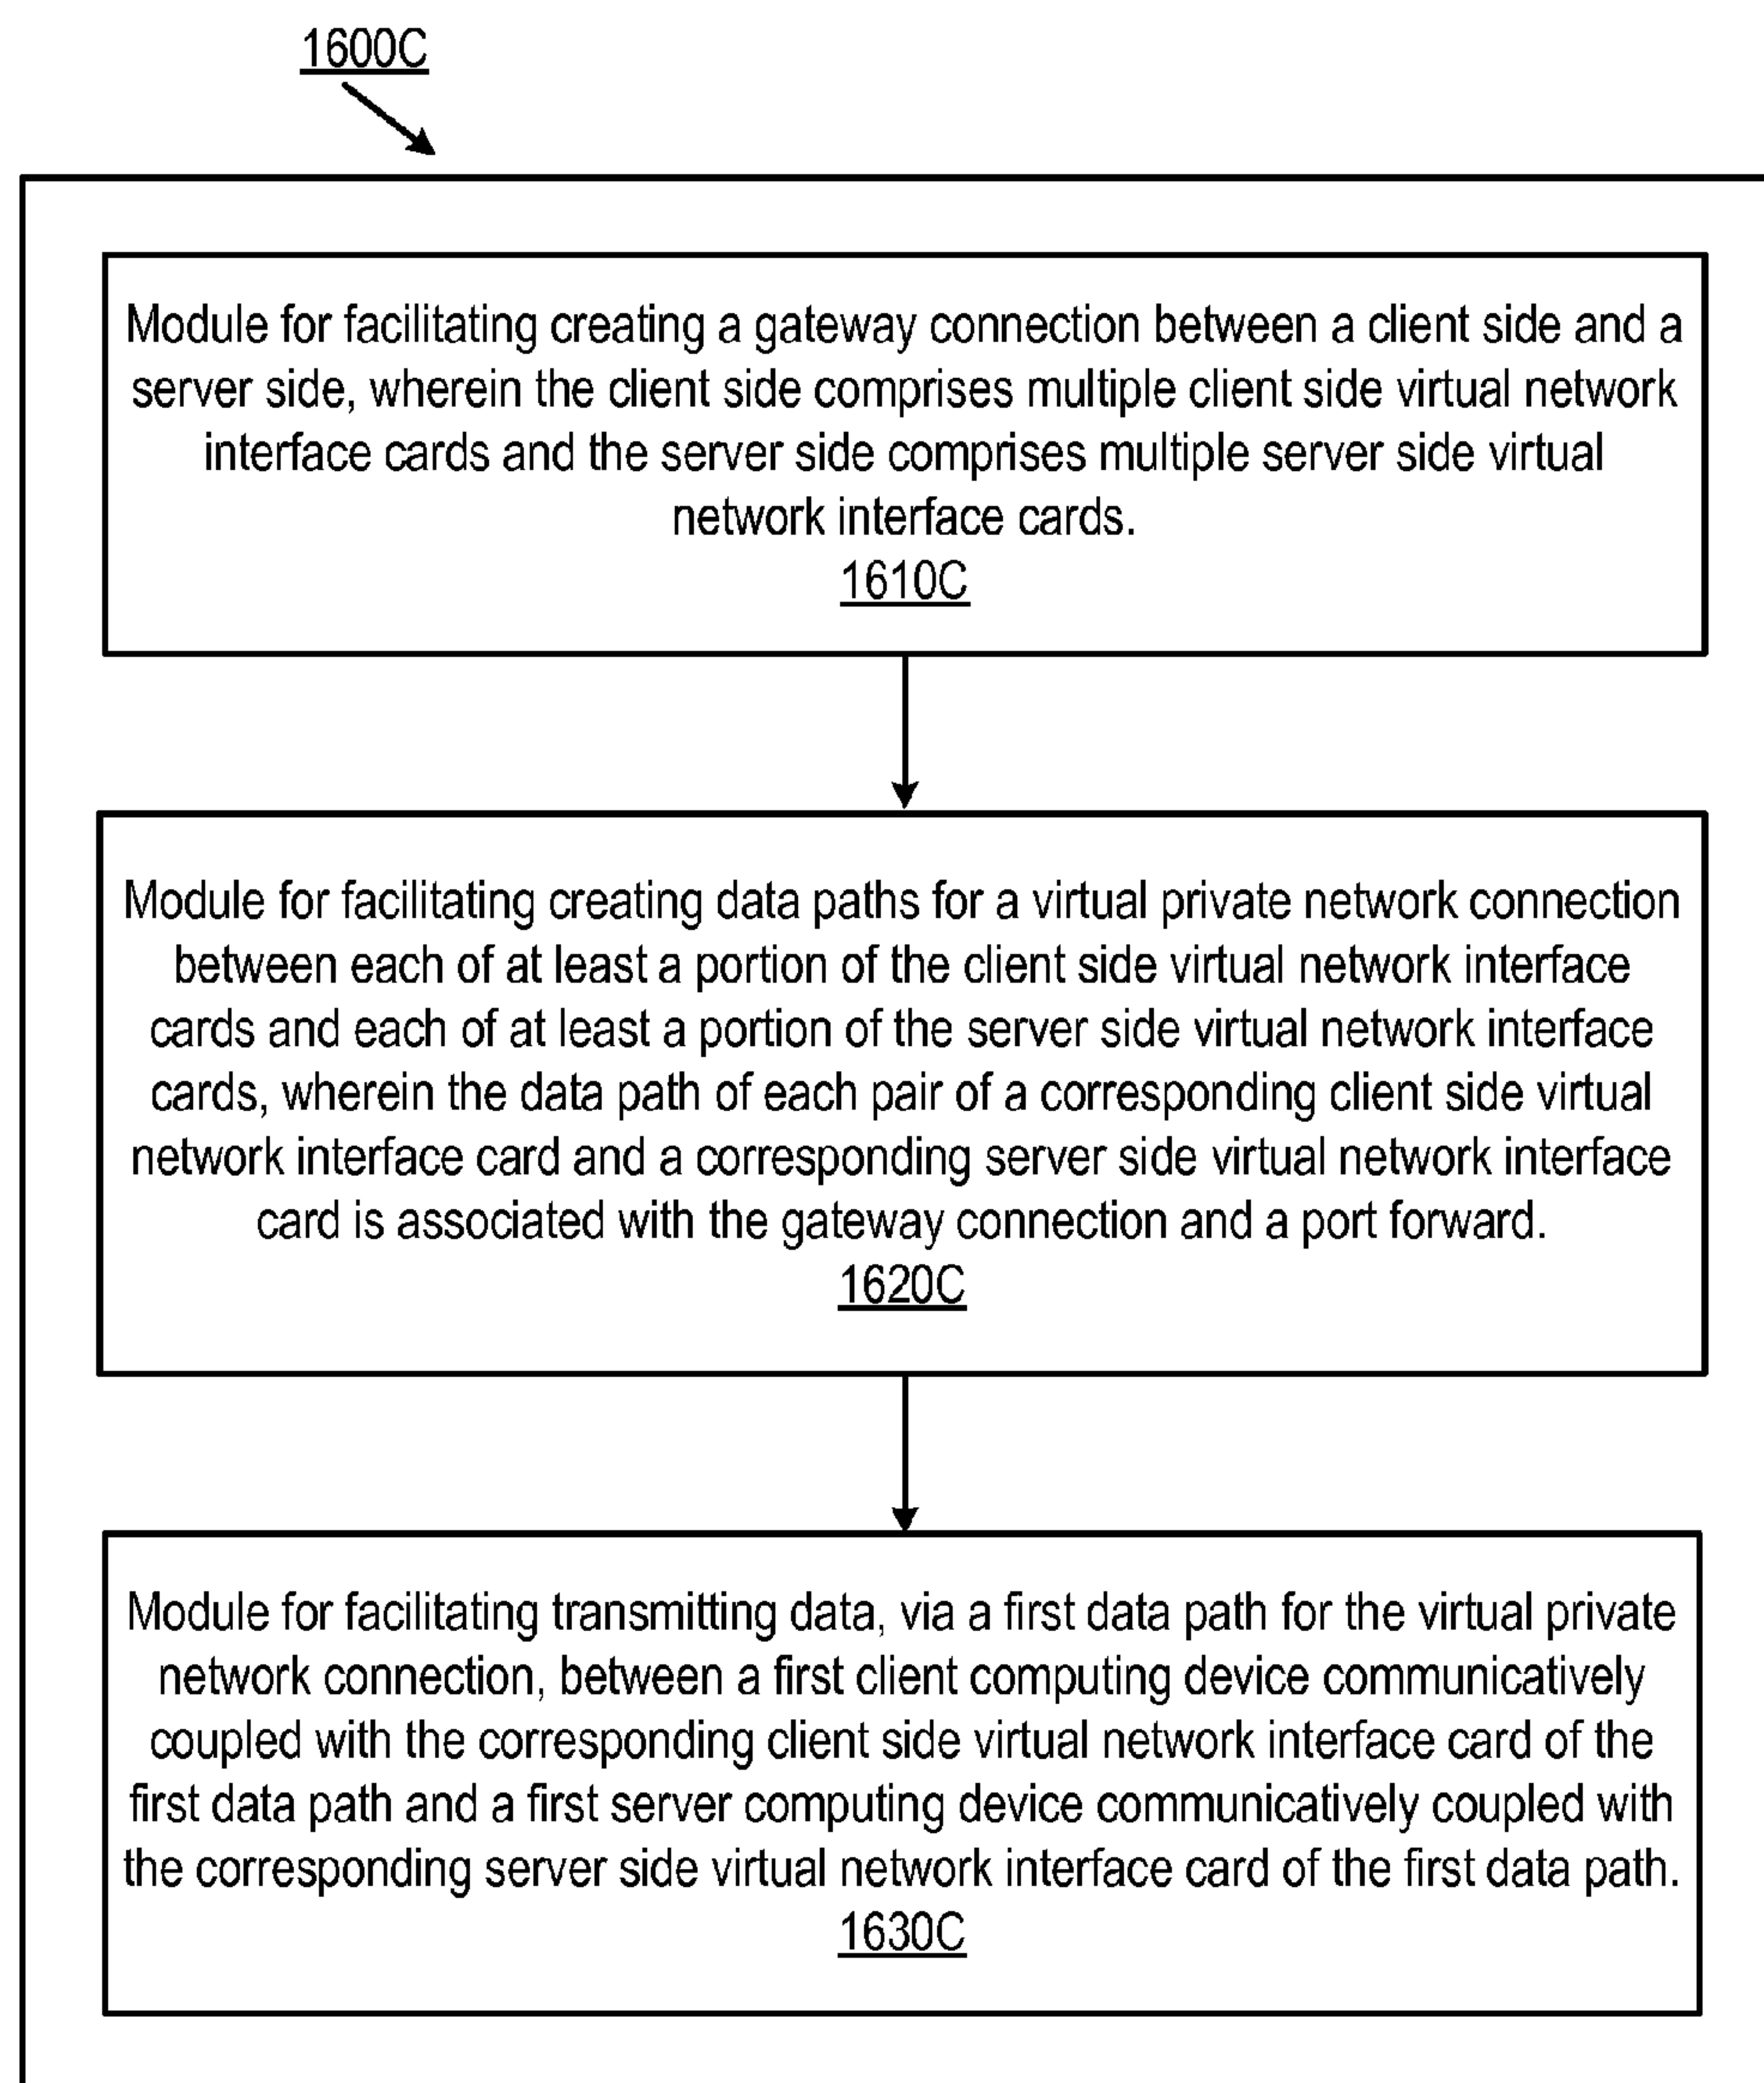 1600C
Module for facilitating creating a gateway connection between a client side and a
server side, wherein the client side comprises multiple client side virtual network
interface cards and the server side comprises multiple server side virtual
network interface cards.
1610C
Module for facilitating creating data paths for a virtual private network connection
between each of at least a portion of the client side virtual network interface
cards and each of at least a portion of the server side virtual network interface
cards, wherein the data path of each pair of a corresponding client side virtual
network interface card and a corresponding server side virtual network interface
card is associated with the gateway connection and a port forward.
1620C
Module for facilitating transmitting data, via a first data path for the virtual private
network connection, between a first client computing device communicatively
coupled with the corresponding client side virtual network interface card of the
first data path and a first server computing device communicatively coupled with
the corresponding server side virtual network interface card of the first data path.
1630C